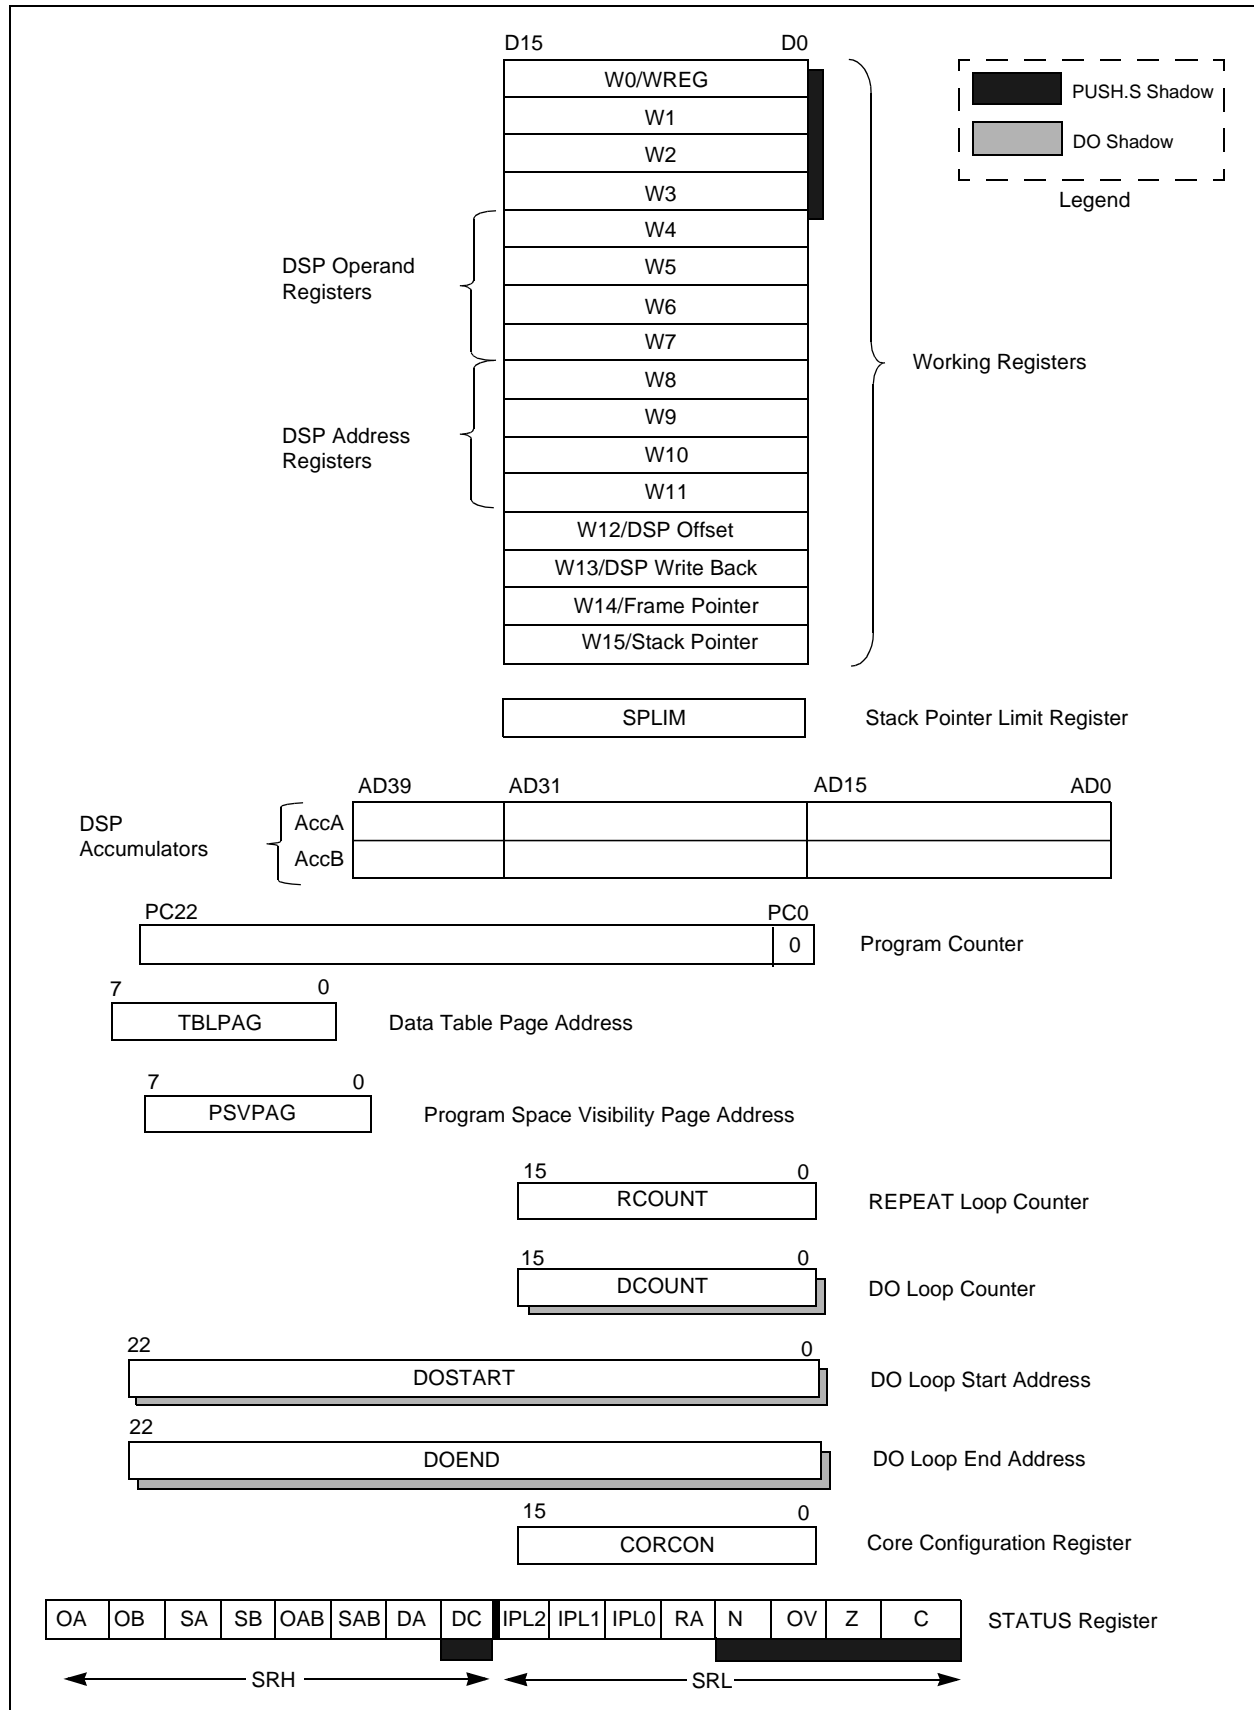 D15 D0
W0/WREG
PUSH.S Shadow
W1
DO Shadow
W2
W3
Legend
W4
DSP Operand
Registers
W5
W6
W7
Working Registers
W8
W9
DSP Address
Registers
W10
W11
W12/DSP Offset
W13/DSP Write Back
W14/Frame Pointer
W15/Stack Pointer
SPLIM Stack Pointer Limit Register
AD39 AD31 AD15 AD0
DSP
Accumulators
AccA
AccB
PC22 PC0
0 Program Counter
7 0
TBLPAG Data Table Page Address
7 0
PSVPAG Program Space Visibility Page Address
15 0
RCOUNT REPEAT Loop Counter
15 0
DCOUNT DO Loop Counter
22 0
DOSTART DO Loop Start Address
22
DOEND DO Loop End Address
15 0
CORCON Core Configuration Register
OA OB SA SB OAB SAB DA DC IPL2 IPL1 IPL0 RA N OV Z C STATUS Register
SRH SRL